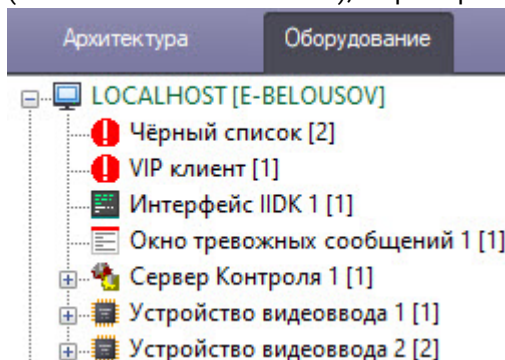 Архитектура Оборудование
LOCALHOST [E-BELOUSOV]
Чёрный список [2]
VIP клиент [1]
Интерфейс IIDK 1 [1]
Окно тревожных сообщений 1 [1]
Сервер Контроля 1 [1]
Устройство видеоввода 1 [1]
Устройство видеоввода 2 [2]